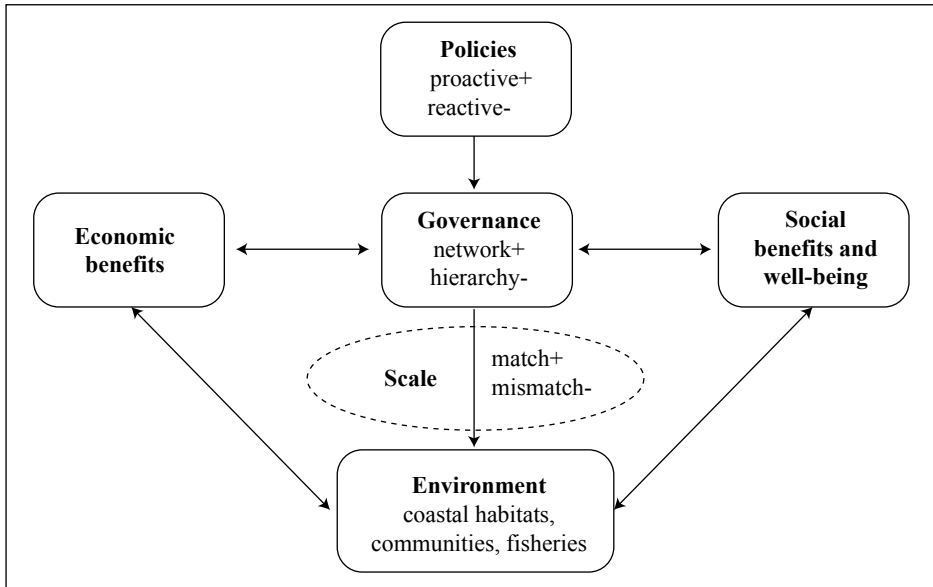 Policies
proactive+
reactive-
Economic
benefits
Governance
network+
hierarchy-
Social
benefits and
well-being
Scale
match+
mismatch-
Environment
coastal habitats,
communities, fisheries